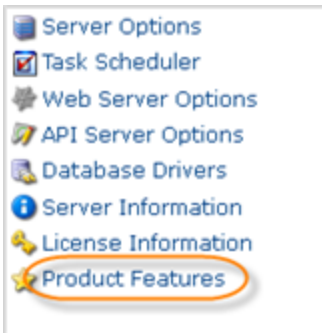 Server Options
Task Scheduler
Web Server Options
API Server Options
Database Drivers
Server Information
License Information
Product Features